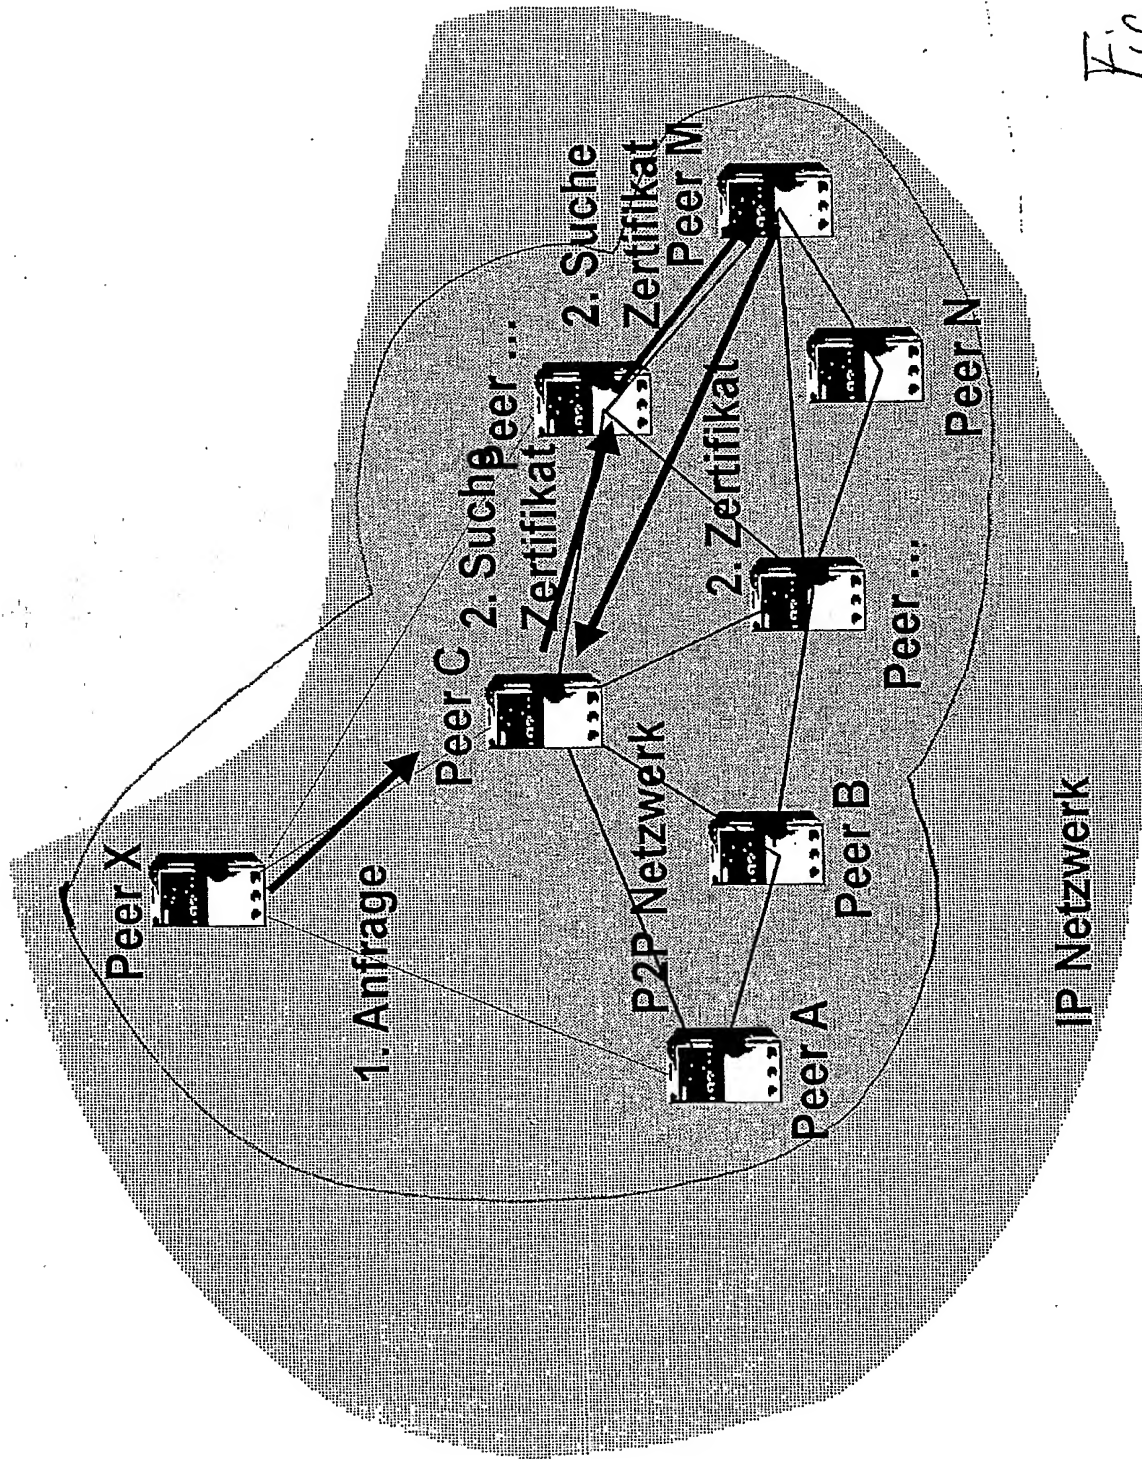 Peer X
1. Anfrage
Peer C
2. Suche
Zertifikat
Peer ...
2. Suche
Zertifikat
Peer M
2. Zertifikat
P2P Netzwerk
Peer A
Peer B
Peer ...
Peer N
IP Netzwerk